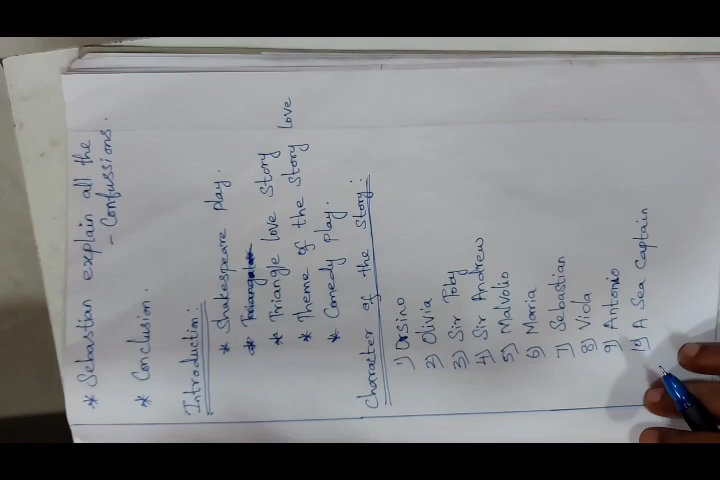 * Sebastian explain all the
- Confussions.
* Conclusion.
Introduction:
* Shakespeare play.
* Triangle love Story
* Theme of the Story love
* Comedy play.
Character of the Story:
1) Orsino
2) Olivia
3) Sir Toby
4) Sir Andrew
5) Malvolio
6) Maria
7) Sebastian
8) Viola
9) Antonio
10) A Sea Captain